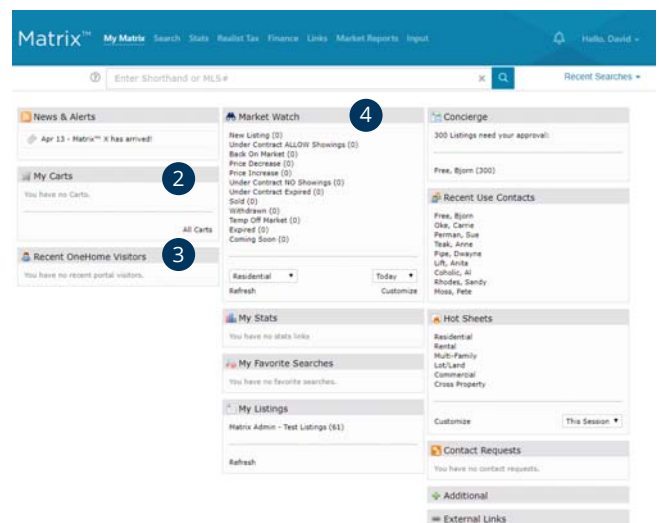 Matrix™ My Matrix Search Stats Realist Tax Finance Links Market Reports Input Hello, David
Enter Shorthand or MLS# × Recent Searches
News & Alerts
Apr 13 - Matrix™ X has arrived!
My Carts 2
You have no Carts.
All Carts
Recent OneHome Visitors 3
You have no recent portal visitors.
Market Watch 4
New Listing (0)
Under Contract ALLOW Showings (0)
Back On Market (0)
Price Decrease (0)
Price Increase (0)
Under Contract NO Showings (0)
Under Contract Expired (0)
Sold (0)
Withdrawn (0)
Temp Off Market (0)
Expired (0)
Coming Soon (0)
Residential Today
Refresh Customize
My Stats
You have no stats links
My Favorite Searches
You have no favorite searches.
My Listings
Matrix Admin - Test Listings (61)
Refresh
Concierge
300 Listings need your approval:
Free, Bjorn (300)
Recent Use Contacts
Free, Bjorn
Oke, Carrie
Perman, Sue
Teak, Anne
Pipe, Dwayne
Lift, Anita
Coholic, Al
Rhodes, Sandy
Moss, Pete
Hot Sheets
Residential
Rental
Multi-Family
Lot/Land
Commercial
Cross Property
Customize This Session
Contact Requests
You have no contact requests.
Additional
External Links